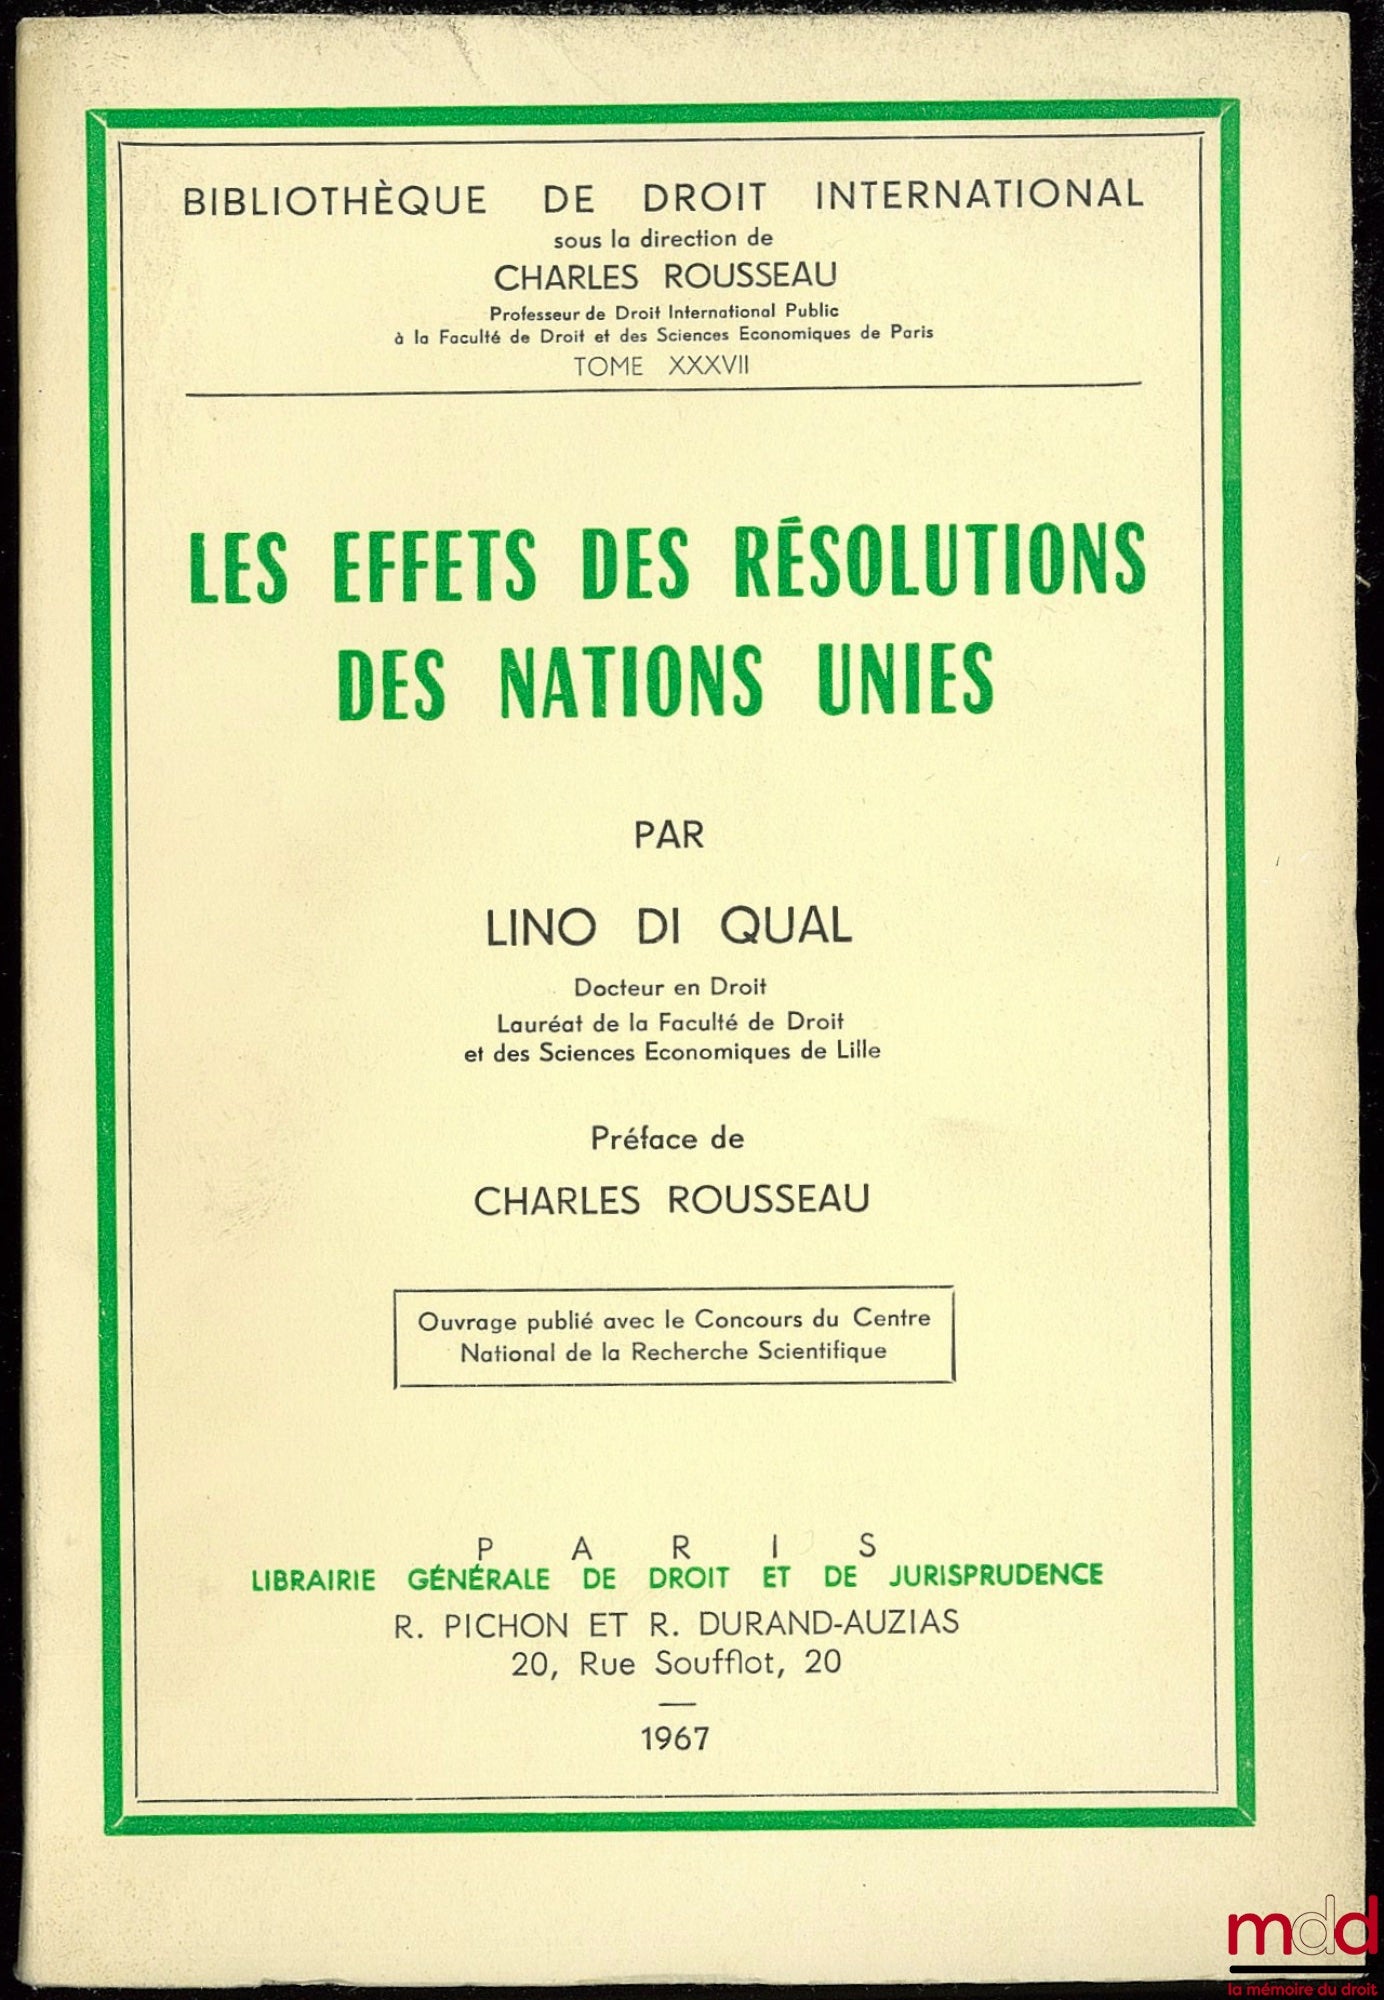 BIBLIOTHÈQUE DE DROIT INTERNATIONAL
sous la direction de
CHARLES ROUSSEAU
Professeur de Droit International Public
à la Faculté de Droit et des Sciences Economiques de Paris
TOME XXXVII
LES EFFETS DES RÉSOLUTIONS
DES NATIONS UNIES
PAR
LINO DI QUAL
Docteur en Droit
Lauréat de la Faculté de Droit
et des Sciences Economiques de Lille
Préface de
CHARLES ROUSSEAU
Ouvrage publié avec le Concours du Centre
National de la Recherche Scientifique
PARIS
LIBRAIRIE GÉNÉRALE DE DROIT ET DE JURISPRUDENCE
R. PICHON ET R. DURAND-AUZIAS
20, Rue Soufflot, 20
1967
mdd
la mémoire du droit